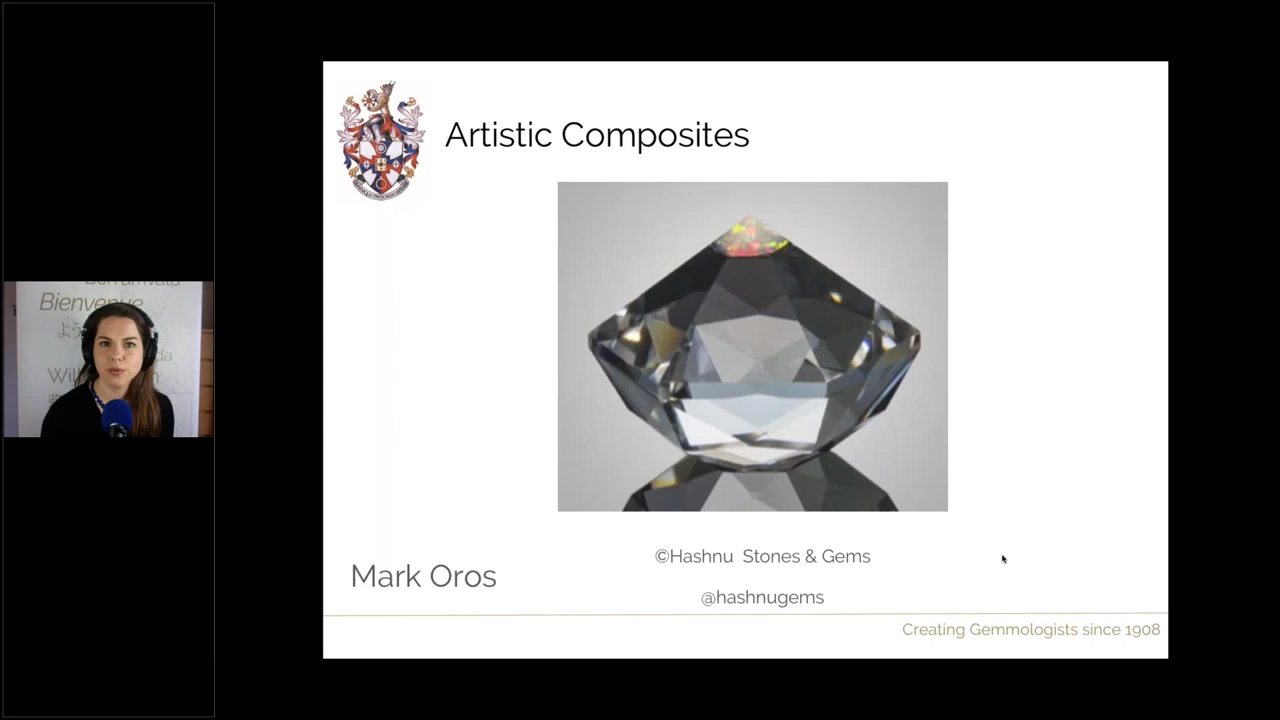 Artistic Composites
Bienvenue
©Hashnu Stones & Gems
Mark Oros
@hashnugems
Creating Gemmologists since 1908